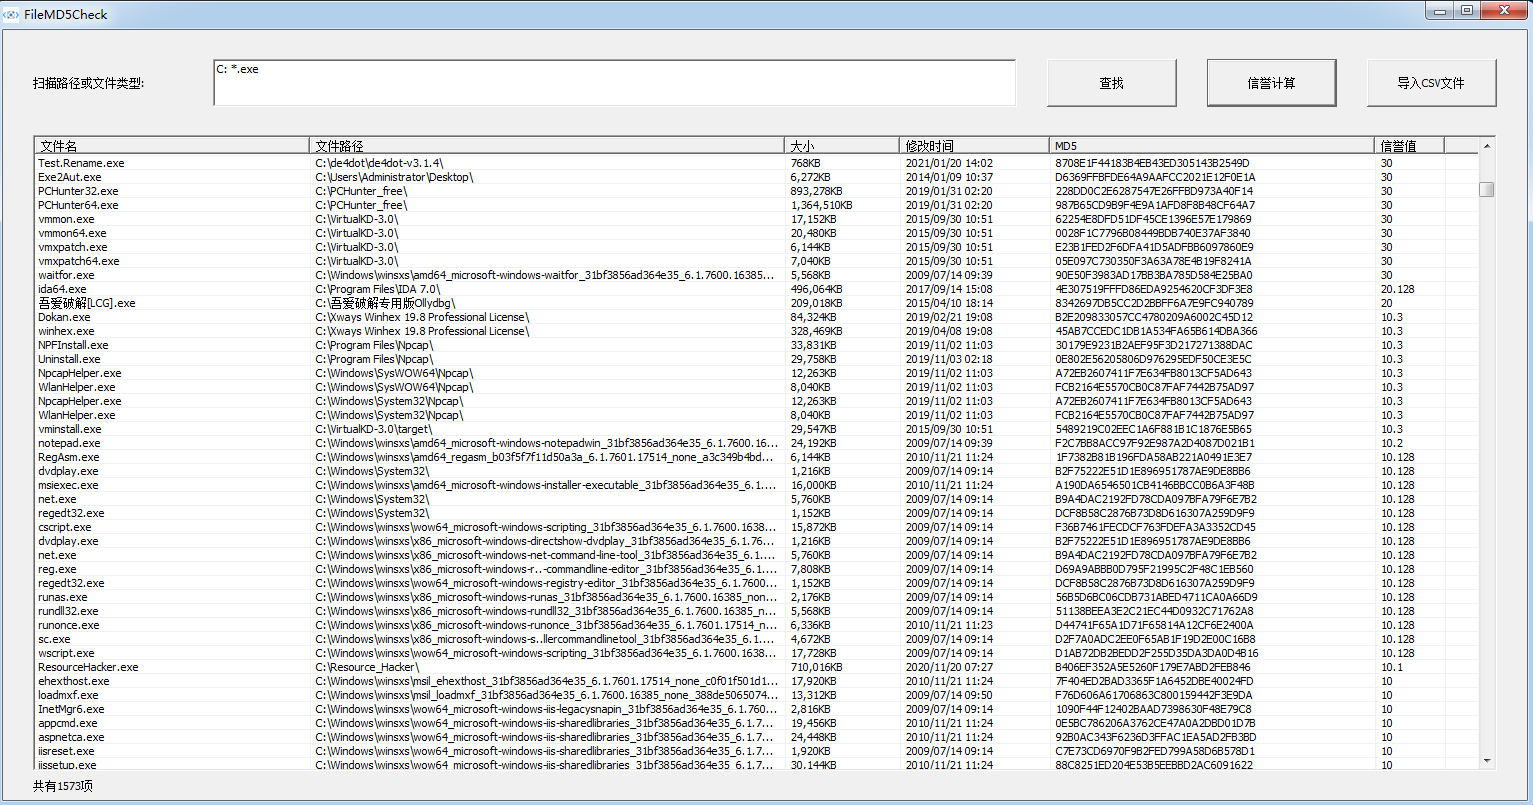 FileMD5Check
扫描路径或文件类型:
C: *.exe
查找
信誉计算
导入CSV文件
文件名 文件路径 大小 修改时间 MD5 信誉值
Test.Rename.exe C:\de4dot\de4dot-v3.1.4\ 768KB 2021/01/20 14:02 8708E1F44183B4EB43ED305143B2549D 30
Exe2Aut.exe C:\Users\Administrator\Desktop\ 6,272KB 2014/01/09 10:37 D6369FFBFDE64A9AAFCC2021E12F0E1A 30
PCHunter32.exe C:\PCHunter_free\ 893,278KB 2019/01/31 02:20 228DD0C2E6287547E26FFBD973A40F14 30
PCHunter64.exe C:\PCHunter_free\ 1,364,510KB 2019/01/31 02:20 987B65CD9B9F4E9A1AFD8F8B48CF64A7 30
vmmon.exe C:\VirtualKD-3.0\ 17,152KB 2015/09/30 10:51 62254E8DFD51DF45CE1396E57E179869 30
vmmon64.exe C:\VirtualKD-3.0\ 20,480KB 2015/09/30 10:51 0028F1C7796B08449BDB740E37AF3840 30
vmxpatch.exe C:\VirtualKD-3.0\ 6,144KB 2015/09/30 10:51 E23B1FED2F6DFA41D5ADFBB6097860E9 30
vmxpatch64.exe C:\VirtualKD-3.0\ 7,040KB 2015/09/30 10:51 05E097C730350F3A63A78E4B19F8241A 30
waitfor.exe C:\Windows\winsxs\amd64_microsoft-windows-waitfor_31bf3856ad364e35_6.1.7600.16385... 5,568KB 2009/07/14 09:39 90E50F3983AD17BB3BA785D584E25BA0 30
ida64.exe C:\Program Files\IDA 7.0\ 496,064KB 2017/09/14 15:08 4E307519FFFD86EDA9254620CF3DF3E8 20.128
吾爱破解[LCG].exe C:\吾爱破解专用版Ollydbg\ 209,018KB 2015/04/10 18:14 8342697DB5CC2D2BBFF6A7E9FC940789 20
Dokan.exe C:\Xways Winhex 19.8 Professional License\ 84,324KB 2019/02/21 19:08 B2E209833057CC4780209A6002C45D12 10.3
winhex.exe C:\Xways Winhex 19.8 Professional License\ 328,469KB 2019/04/08 19:08 45AB7CCEDC1DB1A534FA65B614DBA366 10.3
NPFInstall.exe C:\Program Files\Npcap\ 33,831KB 2019/11/02 11:03 30179E9231B2AEF95F3D217271388DAC 10.3
Uninstall.exe C:\Program Files\Npcap\ 29,758KB 2019/11/03 02:18 0E802E56205806D976295EDF50CE3E5C 10.3
NpcapHelper.exe C:\Windows\SysWOW64\Npcap\ 12,263KB 2019/11/02 11:03 A72EB2607411F7E634FB8013CF5AD643 10.3
WlanHelper.exe C:\Windows\SysWOW64\Npcap\ 8,040KB 2019/11/02 11:03 FCB2164E5570CB0C87FAF7442B75AD97 10.3
NpcapHelper.exe C:\Windows\System32\Npcap\ 12,263KB 2019/11/02 11:03 A72EB2607411F7E634FB8013CF5AD643 10.3
WlanHelper.exe C:\Windows\System32\Npcap\ 8,040KB 2019/11/02 11:03 FCB2164E5570CB0C87FAF7442B75AD97 10.3
vminstall.exe C:\VirtualKD-3.0\target\ 29,547KB 2015/09/30 10:51 5489219C02EEC1A6F881B1C1876E5B65 10.3
notepad.exe C:\Windows\winsxs\amd64_microsoft-windows-notepadwin_31bf3856ad364e35_6.1.7600.16... 24,192KB 2009/07/14 09:39 F2C7BB8ACC97F92E987A2D4087D021B1 10.2
RegAsm.exe C:\Windows\winsxs\amd64_regasm_b03f5f7f11d50a3a_6.1.7601.17514_none_a3c349b4bd... 6,144KB 2010/11/21 11:24 1F7382B81B196FDA58AB221A0491E3E7 10.128
dvdplay.exe C:\Windows\System32\ 1,216KB 2009/07/14 09:14 B2F75222E51D1E896951787AE9DE8BB6 10.128
msiexec.exe C:\Windows\winsxs\amd64_microsoft-windows-installer-executable_31bf3856ad364e35_6.1.... 16,000KB 2010/11/21 11:24 A190DA6546501CB4146BBCC0B6A3F48B 10.128
net.exe C:\Windows\System32\ 5,760KB 2009/07/14 09:14 B9A4DAC2192FD78CDA097BFA79F6E7B2 10.128
regedt32.exe C:\Windows\System32\ 1,152KB 2009/07/14 09:14 DCF8B58C2876B73D8D616307A259D9F9 10.128
cscript.exe C:\Windows\winsxs\wow64_microsoft-windows-scripting_31bf3856ad364e35_6.1.7600.1638... 15,872KB 2009/07/14 09:14 F36B7461FECDCF763FDEFA3A3352CD45 10.128
dvdplay.exe C:\Windows\winsxs\x86_microsoft-windows-directshow-dvdplay_31bf3856ad364e35_6.1.76... 1,216KB 2009/07/14 09:14 B2F75222E51D1E896951787AE9DE8BB6 10.128
net.exe C:\Windows\winsxs\x86_microsoft-windows-net-command-line-tool_31bf3856ad364e35_6.1.... 5,760KB 2009/07/14 09:14 B9A4DAC2192FD78CDA097BFA79F6E7B2 10.128
reg.exe C:\Windows\winsxs\x86_microsoft-windows-r..-commandline-editor_31bf3856ad364e35_6.1.... 7,808KB 2009/07/14 09:14 D69A9ABBB0D795F21995C2F48C1EB560 10.128
regedt32.exe C:\Windows\winsxs\wow64_microsoft-windows-registry-editor_31bf3856ad364e35_6.1.7600... 1,152KB 2009/07/14 09:14 DCF8B58C2876B73D8D616307A259D9F9 10.128
runas.exe C:\Windows\winsxs\x86_microsoft-windows-runas_31bf3856ad364e35_6.1.7600.16385_non... 2,176KB 2009/07/14 09:14 56B5D6BC06CDB731ABED4711CA0A66D9 10.128
rundll32.exe C:\Windows\winsxs\x86_microsoft-windows-rundll32_31bf3856ad364e35_6.1.7600.16385_n... 5,568KB 2009/07/14 09:14 51138BEEA3E2C21EC44D0932C71762A8 10.128
runonce.exe C:\Windows\winsxs\x86_microsoft-windows-runonce_31bf3856ad364e35_6.1.7601.17514_n... 6,336KB 2010/11/21 11:23 D44741F65A1D71F65814A12CF6E2400A 10.128
sc.exe C:\Windows\winsxs\x86_microsoft-windows-s..llercommandlinetool_31bf3856ad364e35_6.1.... 4,672KB 2009/07/14 09:14 D2F7A0ADC2EE0F65AB1F19D2E00C16B8 10.128
wscript.exe C:\Windows\winsxs\wow64_microsoft-windows-scripting_31bf3856ad364e35_6.1.7600.1638... 17,728KB 2009/07/14 09:14 D1AB72DB2BEDD2F255D35DA3DA0D4B16 10.128
ResourceHacker.exe C:\Resource_Hacker\ 710,016KB 2020/11/20 07:27 B406EF352A5E5260F179E7ABD2FEB846 10.1
ehexthost.exe C:\Windows\winsxs\msil_ehexthost_31bf3856ad364e35_6.1.7601.17514_none_c0f01f501d1... 17,920KB 2010/11/21 11:24 7F404ED2BAD3365F1A6452DBE40024FD 10
loadmxf.exe C:\Windows\winsxs\msil_loadmxf_31bf3856ad364e35_6.1.7600.16385_none_388de5065074... 13,312KB 2009/07/14 09:50 F76D606A61706863C800159442F3E9DA 10
InetMgr6.exe C:\Windows\winsxs\wow64_microsoft-windows-iis-legacysnapin_31bf3856ad364e35_6.1.760... 2,816KB 2009/07/14 09:14 1090F44F12402BAAD7398630F48E79C8 10
appcmd.exe C:\Windows\winsxs\wow64_microsoft-windows-iis-sharedlibraries_31bf3856ad364e35_6.1.7... 19,456KB 2010/11/21 11:24 0E5BC786206A3762CE47A0A2DBD01D7B 10
aspnetca.exe C:\Windows\winsxs\wow64_microsoft-windows-iis-sharedlibraries_31bf3856ad364e35_6.1.7... 24,448KB 2010/11/21 11:24 92B0AC343F6236D3FFAC1EA5AD2FB3BD 10
iisreset.exe C:\Windows\winsxs\wow64_microsoft-windows-iis-sharedlibraries_31bf3856ad364e35_6.1.7... 1,920KB 2009/07/14 09:14 C7E73CD6970F9B2FED799A58D6B578D1 10
iissetup.exe C:\Windows\winsxs\wow64_microsoft-windows-iis-sharedlibraries_31bf3856ad364e35_6.1.7... 30.144KB 2010/11/21 11:24 88C8251ED204E53B5EEBBD2AC6091622 10
共有1573项